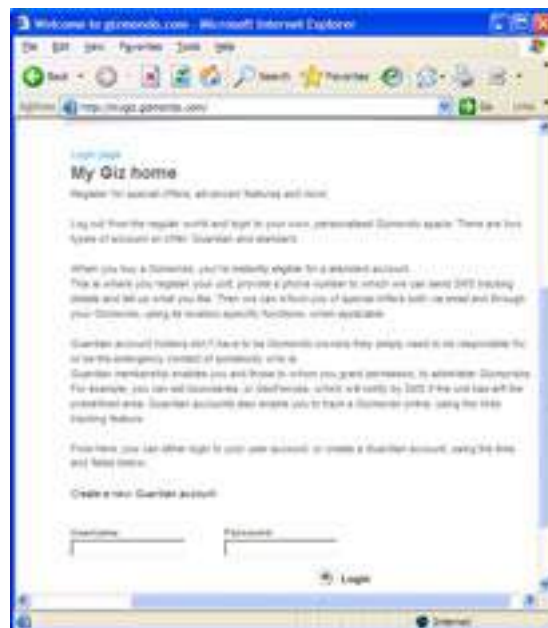 Welcome to gizmondo.com - Microsoft Internet Explorer
File Edit View Favorites Tools Help
Back Search Favorites
Address http://mygiz.gizmondo.com/ Go Links
Login page
My Giz home
Register for special offers, advanced features and more
Log out from the regular world and login to your own, personalised Gizmondo space. There are two
types of account on offer: Guardian and standard.
When you buy a Gizmondo, you're instantly eligible for a standard account.
This is where you register your unit, provide a phone number to which we can send SMS tracking
details and tell us what you like. Then we can inform you of special offers both via email and through
your Gizmondo, using its location specific functions, when applicable.
Guardian account holders don't have to be Gizmondo owners they simply need to be responsible for
or be the emergency contact of somebody who is.
Guardian membership enables you and those to whom you grant permission, to administer Gizmondos.
For example, you can set boundaries, or GeoFences, which will notify by SMS if the unit has left the
predefined area. Guardian accounts also enable you to track a Gizmondo online, using the
tracking feature.
From here, you can either login to your user account, or create a Guardian account, using the links
and fields below.
Create a new Guardian account
Username Password
Login
Internet